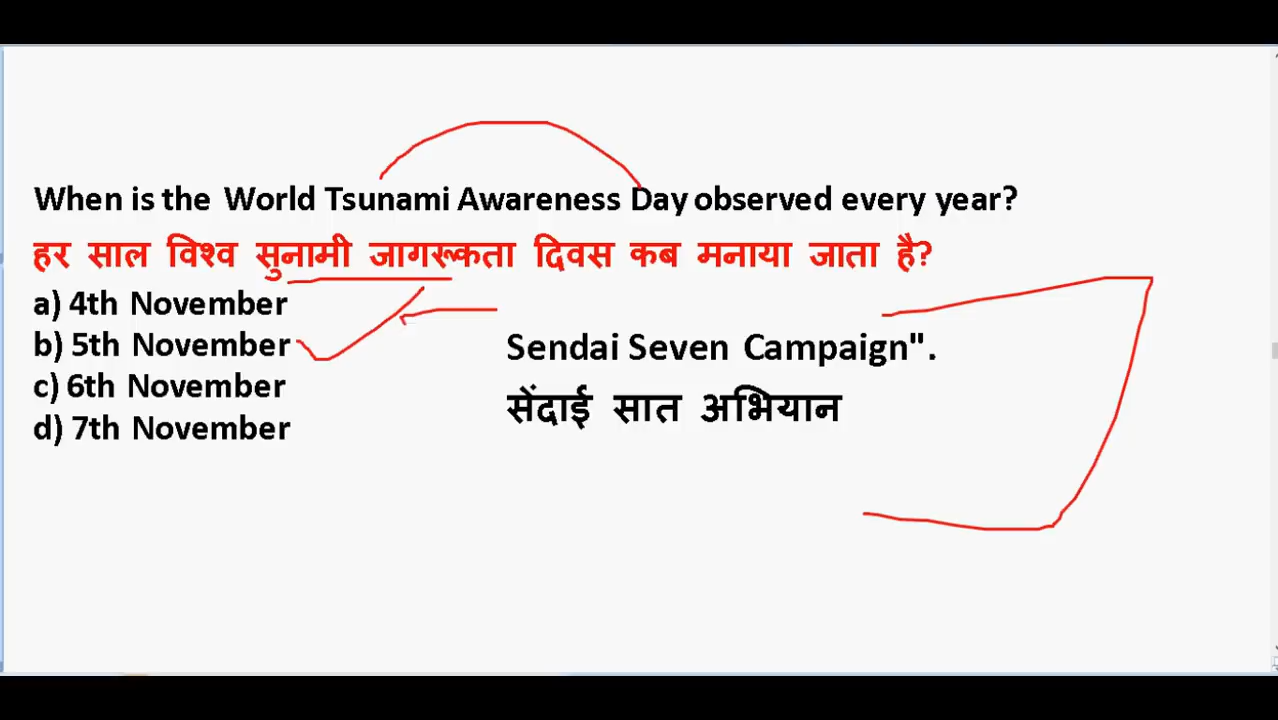 When is the World Tsunami Awareness Day observed every year?
हर साल विश्व सुनामी जागरूकता दिवस कब मनाया जाता है?
a) 4th November
b) 5th November
c) 6th November
d) 7th November
Sendai Seven Campaign".
सेंदाई सात अभियान